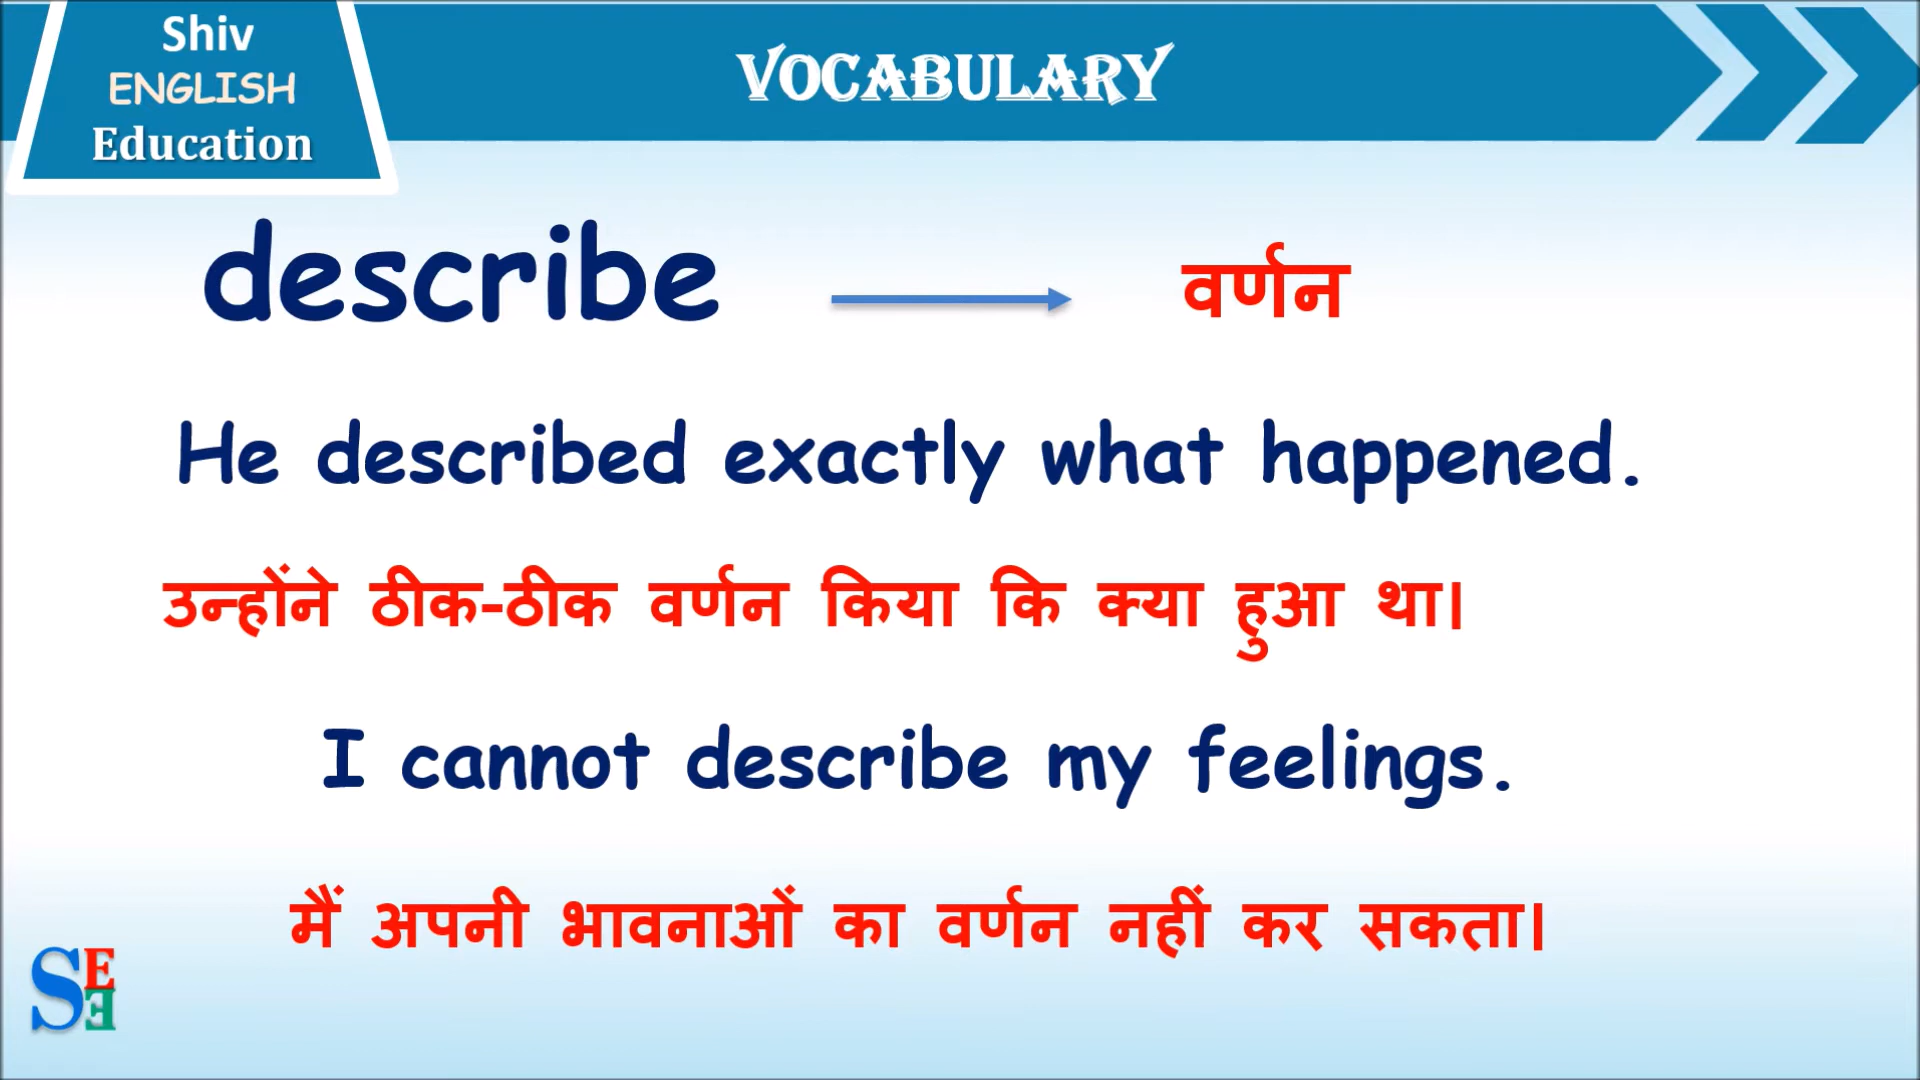 Shiv
ENGLISH
Education
VOCABULARY
describe
वर्णन
He described exactly what happened.
उन्होंने ठीक-ठीक वर्णन किया कि क्या हुआ था।
I cannot describe my feelings.
मैं अपनी भावनाओं का वर्णन नहीं कर सकता।
SEE